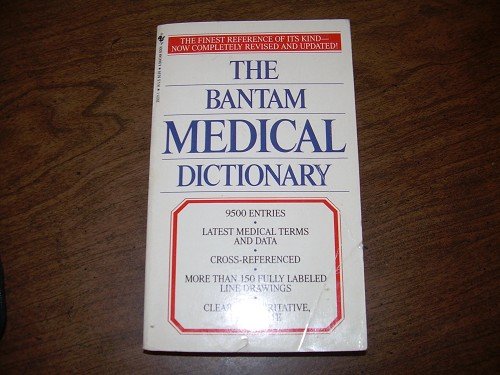 THE FINEST REFERENCE OF ITS KIND—
NOW COMPLETELY REVISED AND UPDATED!
THE
BANTAM
MEDICAL
DICTIONARY
9500 ENTRIES
•
LATEST MEDICAL TERMS
AND DATA
•
CROSS-REFERENCED
•
MORE THAN 150 FULLY LABELED
LINE DRAWINGS
•